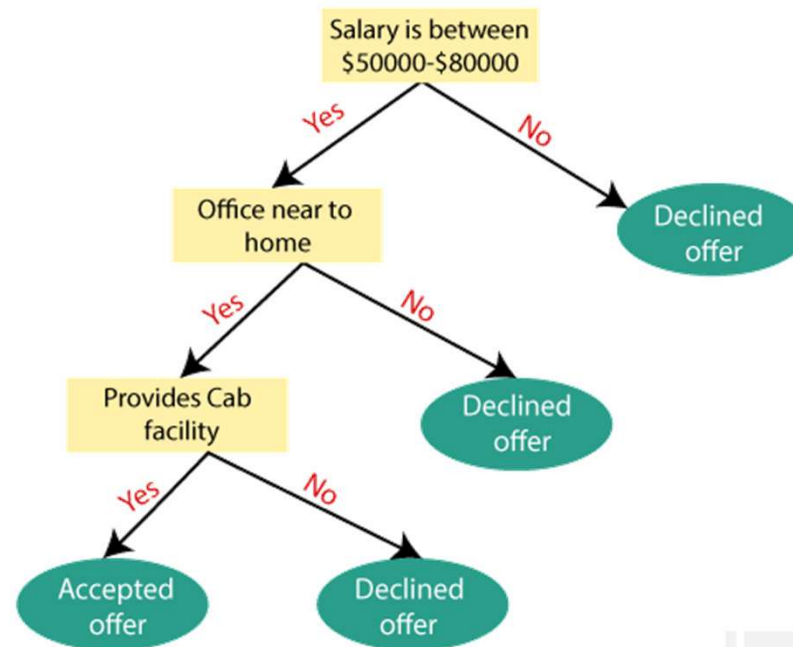 Salary is between
$50000-$80000
Yes
No
Office near to
home
Declined
offer
Yes
No
Provides Cab
facility
Declined
offer
Yes
No
Accepted
offer
Declined
offer